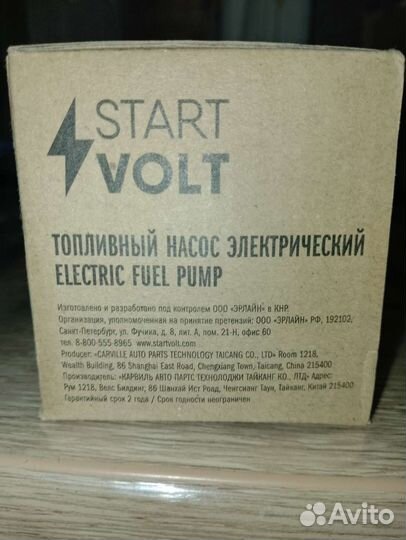 START
VOLT
ТОПЛИВНЫЙ НАСОС ЭЛЕКТРИЧЕСКИЙ
ELECTRIC FUEL PUMP
Изготовлено и разработано под контролем ООО «ЭРЛАЙН» в КНР.
Организация, уполномоченная на принятие претензий: ООО «ЭРЛАЙН» РФ, 192102,
Санкт-Петербург, ул. Фучика, д. 8, лит. А, пом. 21-Н, офис 60
тел. 8-800-555-8965 www.startvolt.com
Producer: «CARVILLE AUTO PARTS TECHNOLOGY TAICANG CO., LTD» Room 1218,
Wealth Building, 86 Shanghai East Road, Chengxiang Town, Taicang, China 215400
Производитель: «КАРВИЛЬ АВТО ПАРТС ТЕХНОЛОДЖИ ТАЙКАНГ КО., ЛТД» Адрес:
Рум 1218, Велс Билдинг, 86 Шанхай Ист Роад, Ченгсианг Таун, Тайканг, Китай 215400
Гарантийный срок 2 года / Срок годности неограничен
Avito